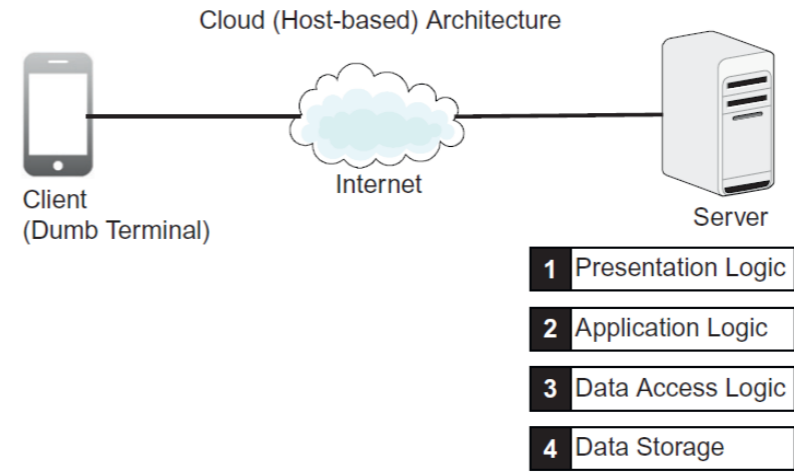 Cloud (Host-based) Architecture
Internet
Client
(Dumb Terminal)
Server
1 Presentation Logic
2 Application Logic
3 Data Access Logic
4 Data Storage